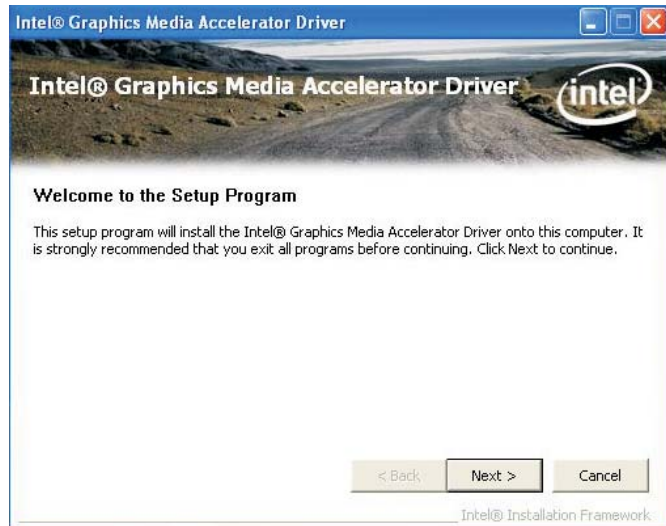 Intel® Graphics Media Accelerator Driver
Intel® Graphics Media Accelerator Driver
intel
Welcome to the Setup Program
This setup program will install the Intel® Graphics Media Accelerator Driver onto this computer. It
is strongly recommended that you exit all programs before continuing. Click Next to continue.
< Back
Next >
Cancel
Intel® Installation Framework